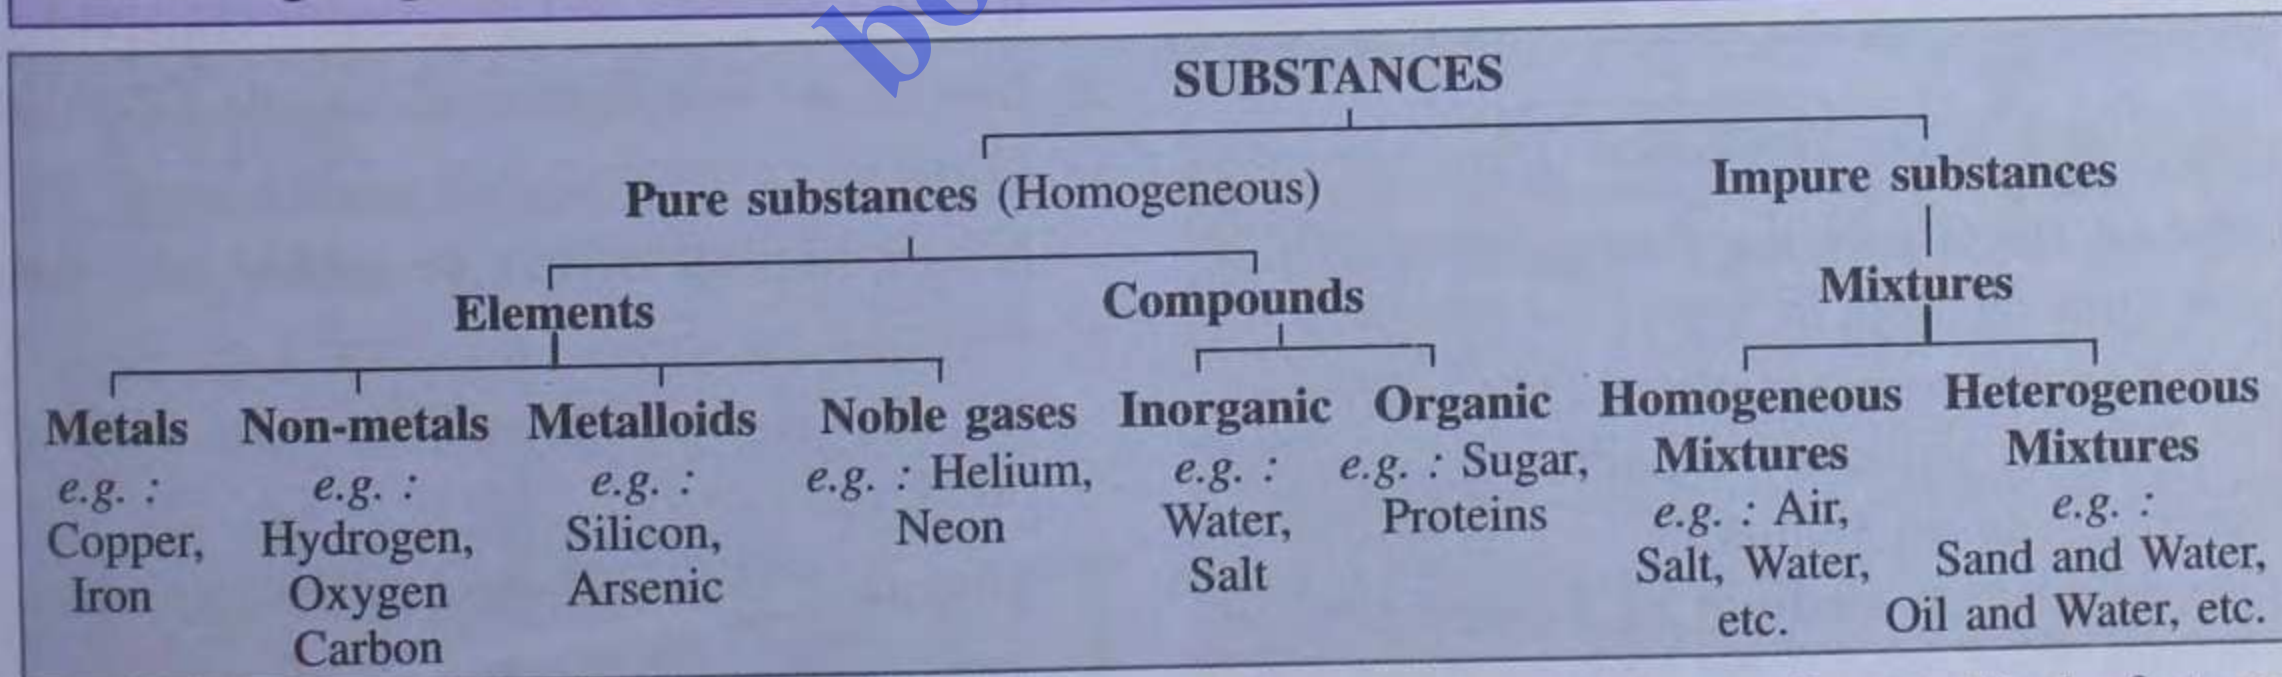 SUBSTANCES
Pure substances (Homogeneous)
Impure substances
Elements
Compounds
Mixtures
Metals
e.g. :
Copper,
Iron
Non-metals
e.g. :
Hydrogen,
Oxygen
Carbon
Metalloids
e.g. :
Silicon,
Arsenic
Noble gases
e.g. : Helium,
Neon
Inorganic
e.g. :
Water,
Salt
Organic
e.g. : Sugar,
Proteins
Homogeneous
Mixtures
e.g. : Air,
Salt, Water,
etc.
Heterogeneous
Mixtures
e.g. :
Sand and Water,
Oil and Water, etc.